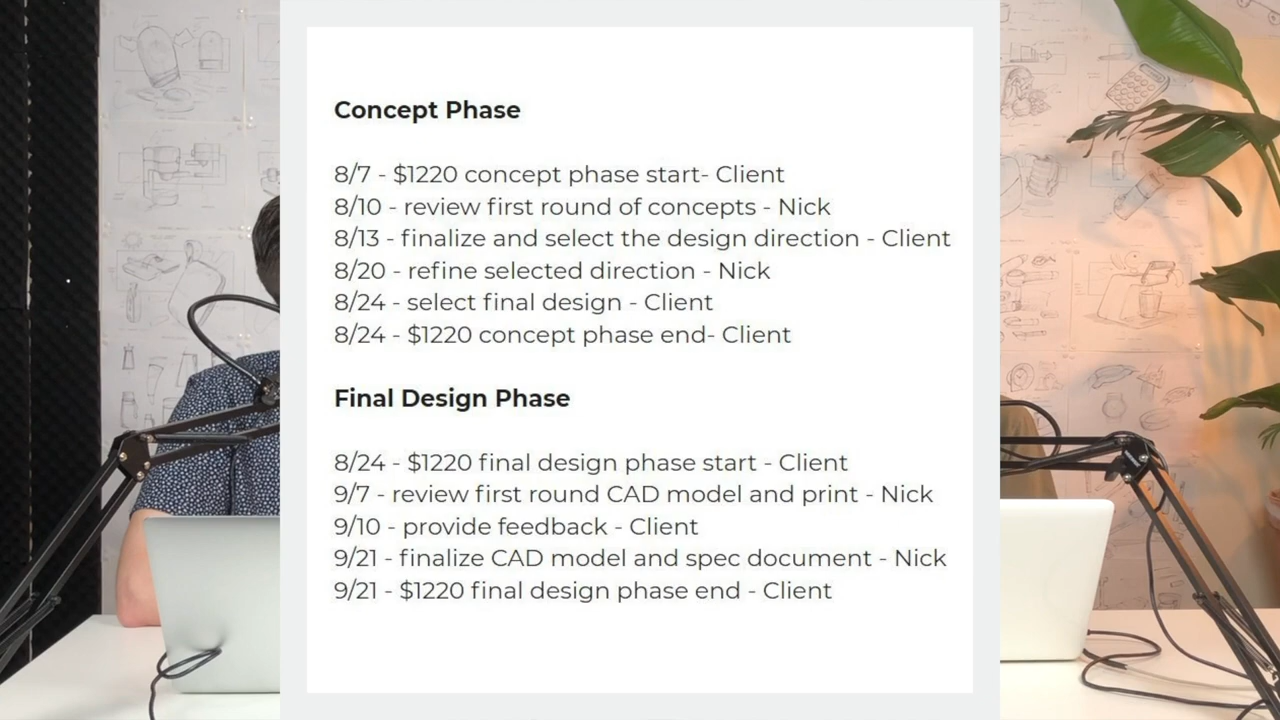 Concept Phase
8/7 - $1220 concept phase start- Client
8/10 - review first round of concepts - Nick
8/13 - finalize and select the design direction - Client
8/20 - refine selected direction - Nick
8/24 - select final design - Client
8/24 - $1220 concept phase end- Client
Final Design Phase
8/24 - $1220 final design phase start - Client
9/7 - review first round CAD model and print - Nick
9/10 - provide feedback - Client
9/21 - finalize CAD model and spec document - Nick
9/21 - $1220 final design phase end - Client